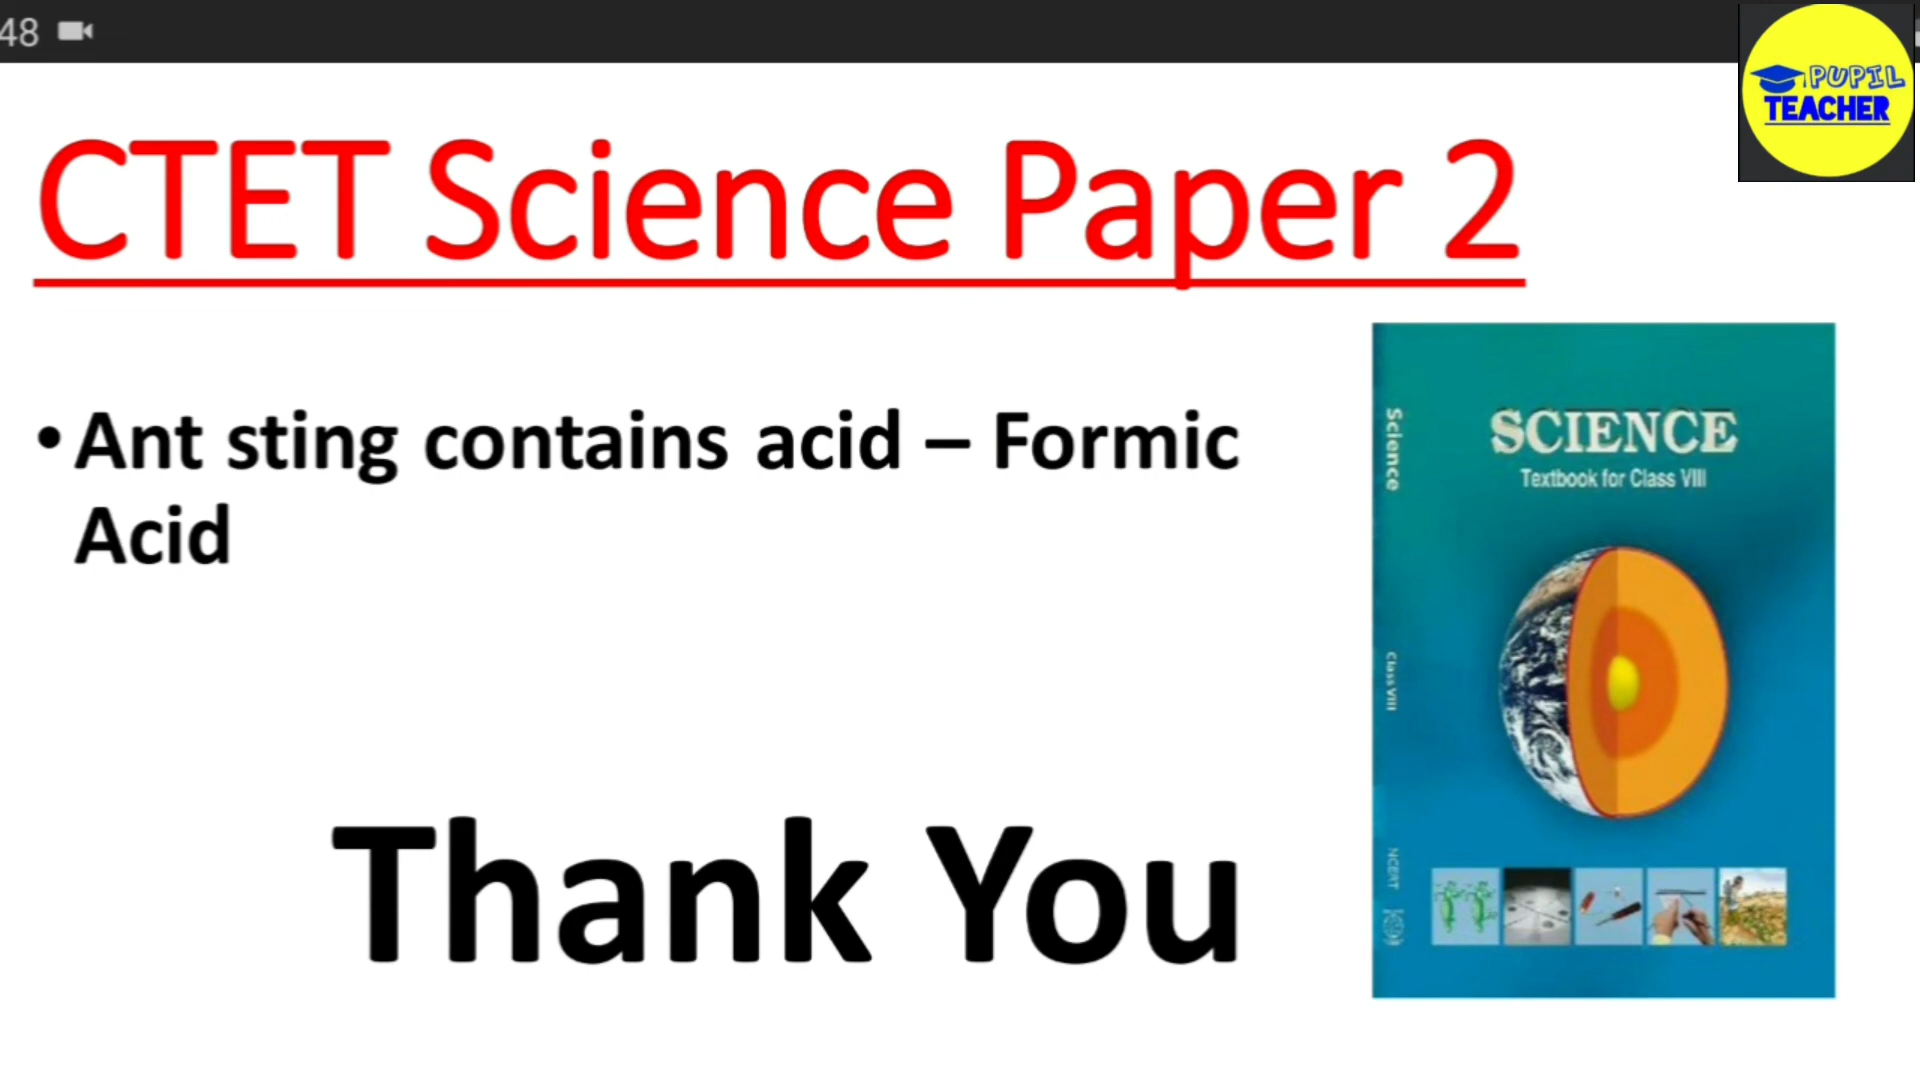 48
PUPIL
TEACHER
CTET Science Paper 2
• Ant sting contains acid – Formic
Acid
Thank You
Science
Class VIII
NCERT
SCIENCE
Textbook for Class VIII